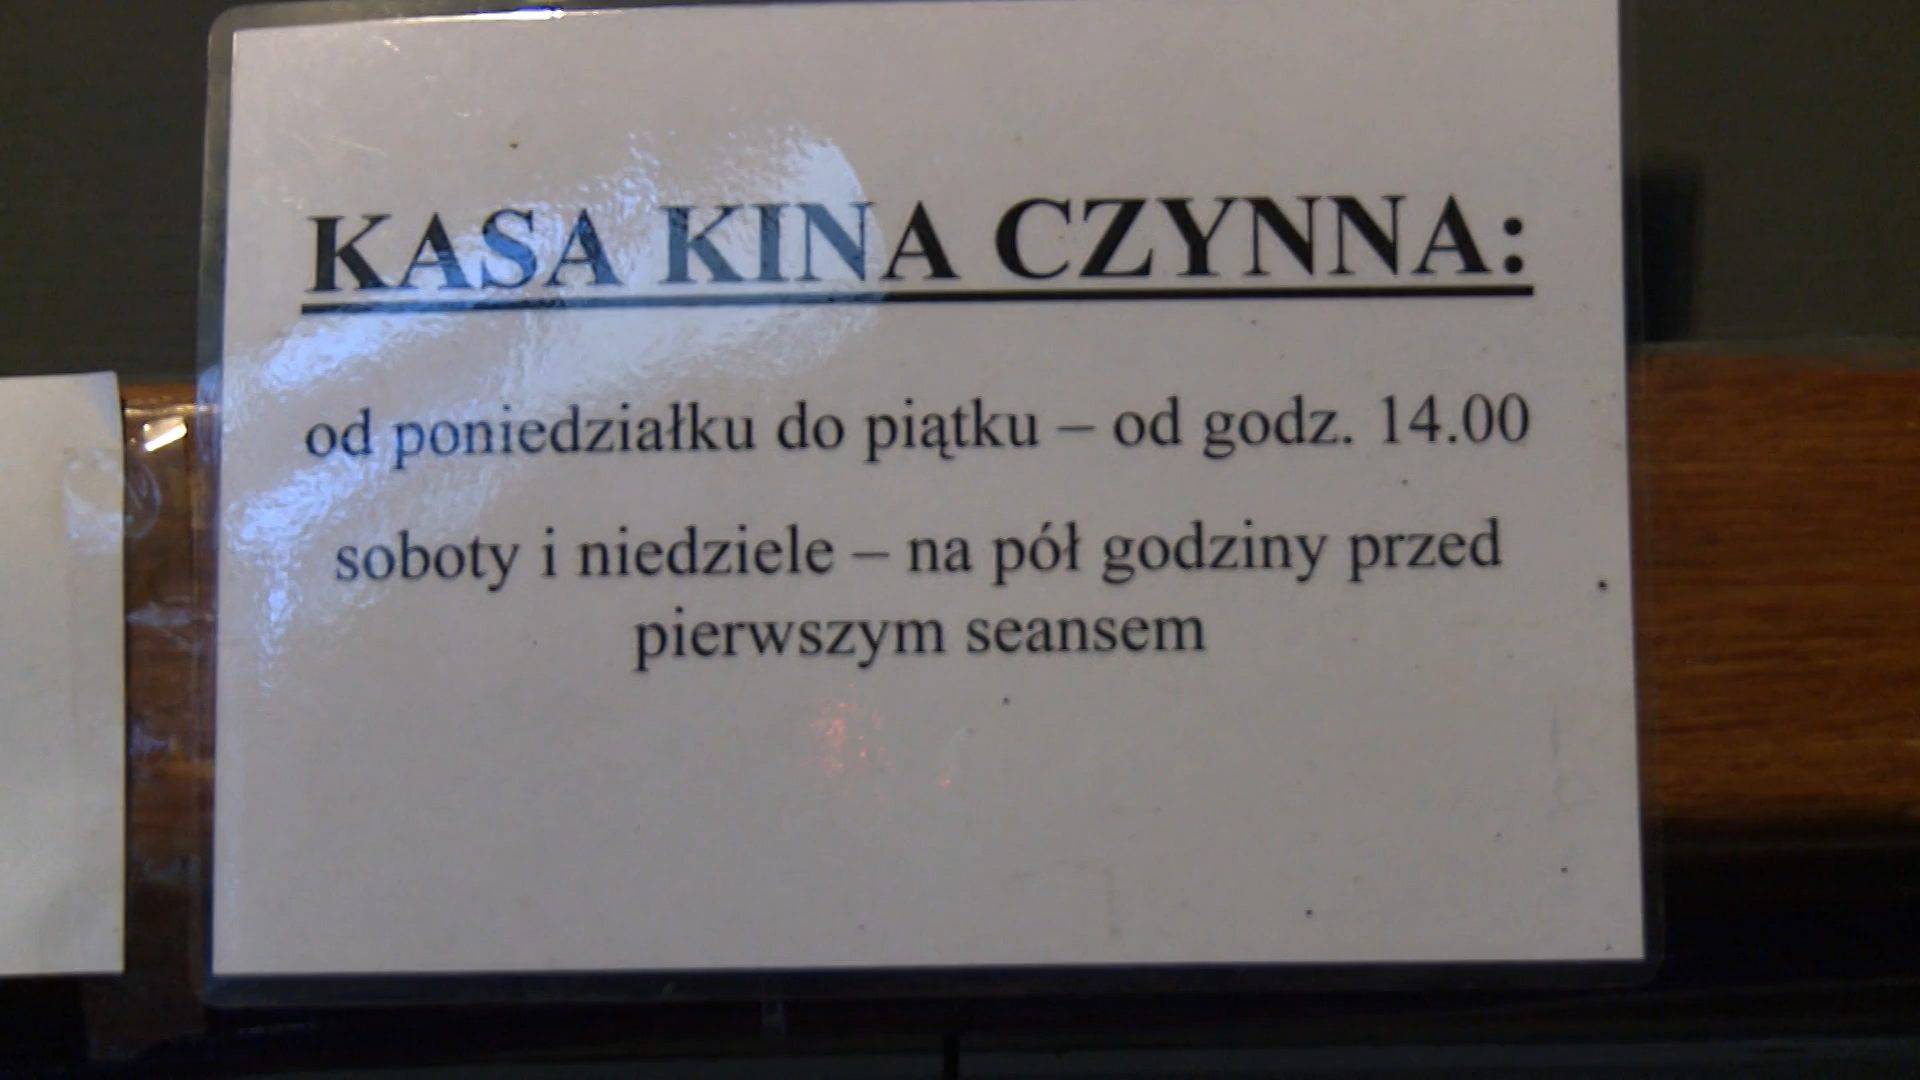 KASA KINA CZYNNA:
od poniedziałku do piątku – od godz. 14.00
soboty i niedziele – na pół godziny przed
pierwszym seansem